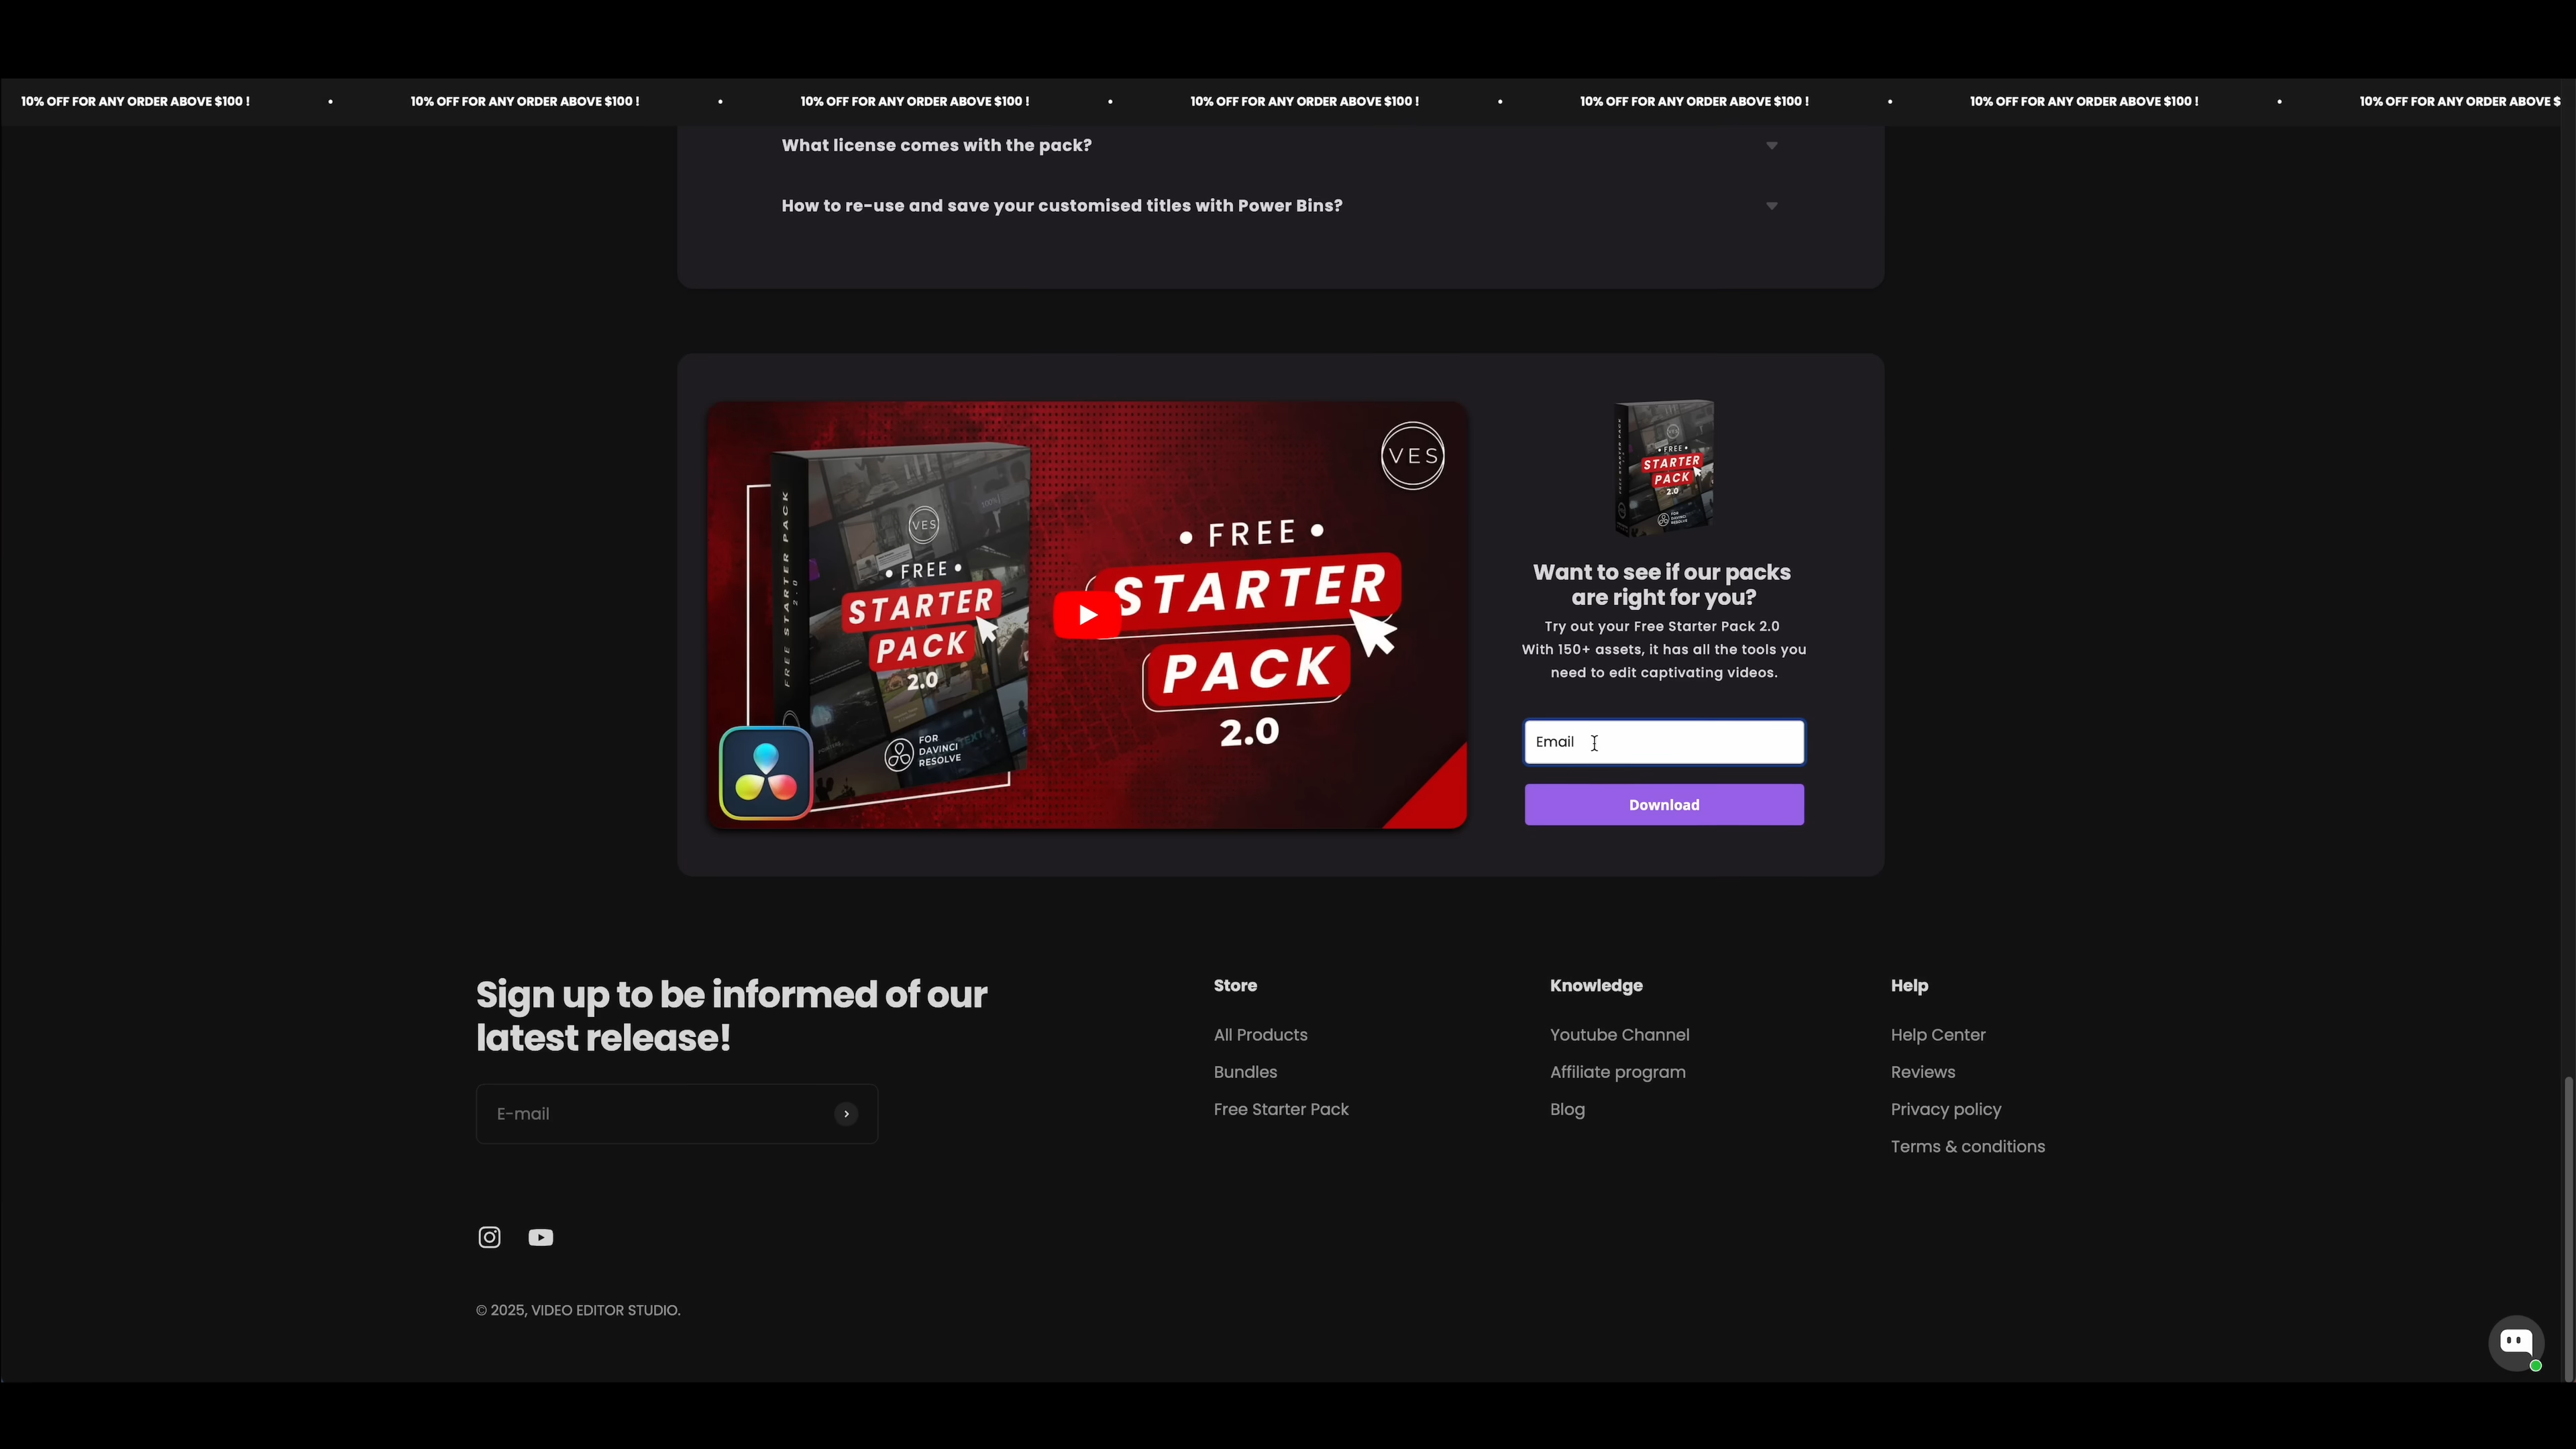 10% OFF FOR ANY ORDER ABOVE $100 ! • 10% OFF FOR ANY ORDER ABOVE $100 ! • 10% OFF FOR ANY ORDER ABOVE $100 ! • 10% OFF FOR ANY ORDER ABOVE $100 ! • 10% OFF FOR ANY ORDER ABOVE $100 ! • 10% OFF FOR ANY ORDER ABOVE $100 ! • 10% OFF FOR ANY ORDER ABOVE $
What license comes with the pack?
How to re-use and save your customised titles with Power Bins?
FREE STARTER PACK
2.0
VES
• FREE •
STARTER
PACK
2.0
FOR
DAVINCI
RESOLVE
VES
• FREE •
STARTER
PACK
2.0
VES
• FREE •
STARTER
PACK
2.0
FOR
DAVINCI
RESOLVE
Want to see if our packs
are right for you?
Try out your Free Starter Pack 2.0
With 150+ assets, it has all the tools you
need to edit captivating videos.
Email
Download
Sign up to be informed of our
latest release!
E-mail
Store
All Products
Bundles
Free Starter Pack
Knowledge
Youtube Channel
Affiliate program
Blog
Help
Help Center
Reviews
Privacy policy
Terms & conditions
© 2025, VIDEO EDITOR STUDIO.